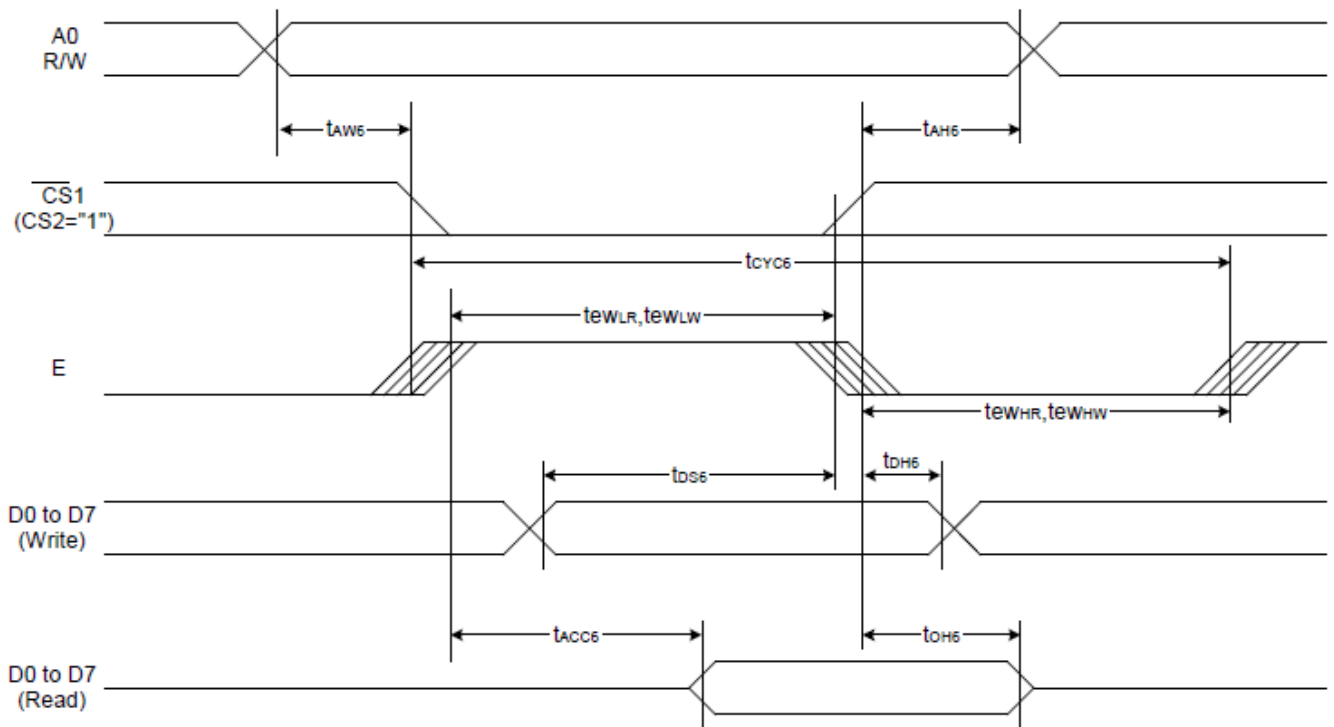 A0
R/W
tAW6
tAH6
CS1
(CS2="1")
tCYC6
tewLR,tewLW
E
tewHR,tewHW
tDS6
tDH6
D0 to D7
(Write)
tACC6
tOH6
D0 to D7
(Read)